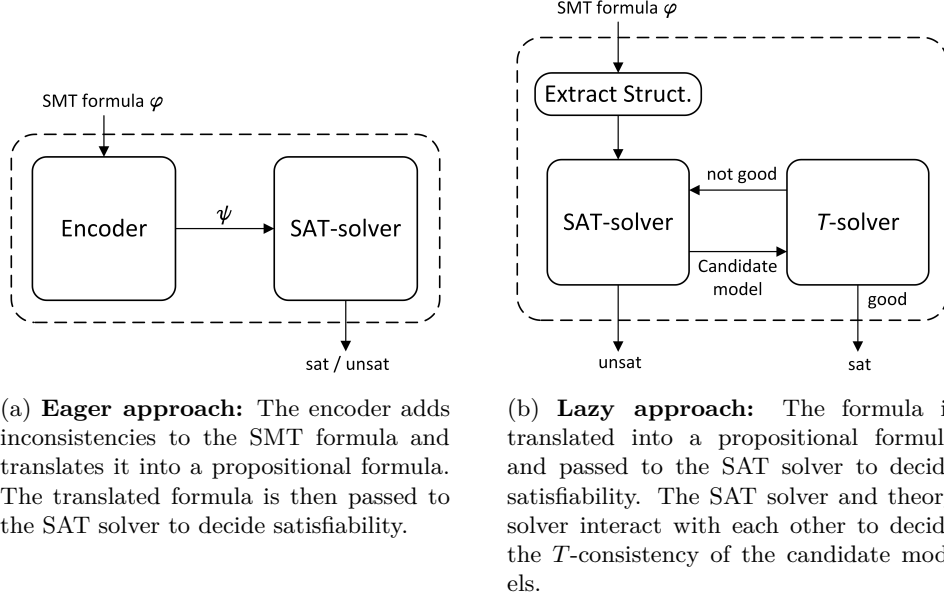 SMT formula φ
Encoder
ψ
SAT-solver
sat / unsat
(a) Eager approach: The encoder adds
inconsistencies to the SMT formula and
translates it into a propositional formula.
The translated formula is then passed to
the SAT solver to decide satisfiability.
SMT formula φ
Extract Struct.
SAT-solver
not good
T-solver
Candidate
model
good
unsat
sat
(b) Lazy approach: The formula i
translated into a propositional formul
and passed to the SAT solver to decid
satisfiability. The SAT solver and theor
solver interact with each other to decid
the T-consistency of the candidate mod
els.